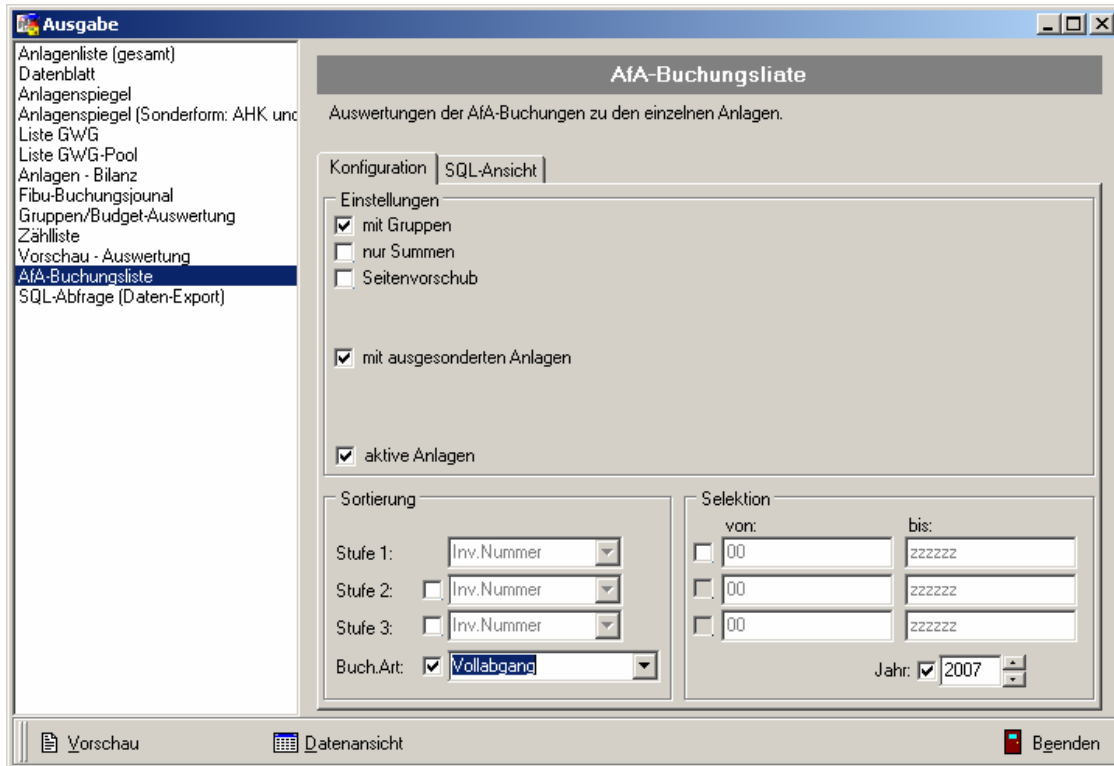 Ausgabe
Anlagenliste (gesamt)
Datenblatt
Anlagenspiegel
Anlagenspiegel (Sonderform: AHK und
Liste GWG
Liste GWG-Pool
Anlagen - Bilanz
Fibu-Buchungsjounal
Gruppen/Budget-Auswertung
Zählliste
Vorschau - Auswertung
AfA-Buchungsliste
SQL-Abfrage (Daten-Export)
AfA-Buchungsliate
Auswertungen der AfA-Buchungen zu den einzelnen Anlagen.
Konfiguration SQL-Ansicht
Einstellungen
mit Gruppen
nur Summen
Seitenvorschub
mit ausgesonderten Anlagen
aktive Anlagen
Sortierung
Stufe 1: Inv.Nummer
Stufe 2: Inv.Nummer
Stufe 3: Inv.Nummer
Buch.Art: Vollabgang
Selektion
von: bis:
00 zzzzzz
00 zzzzzz
00 zzzzzz
Jahr: 2007
Vorschau Datenansicht Beenden